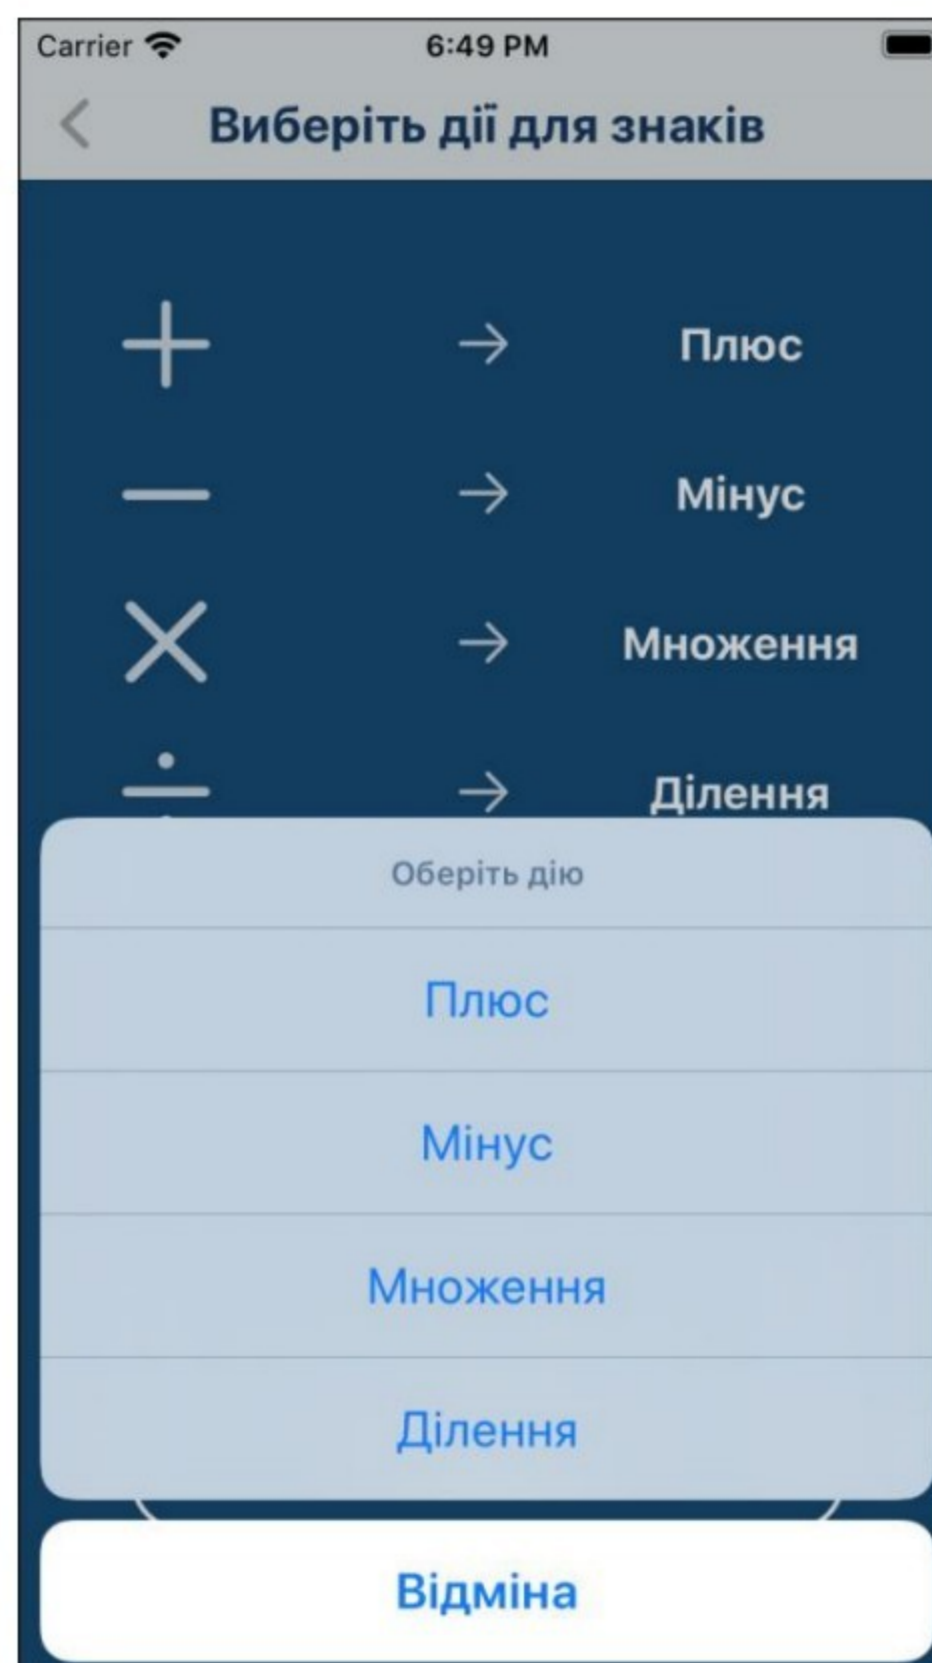 Carrier 6:49 PM
Виберіть дії для знаків
+ → Плюс
− → Мінус
× → Множення
÷ → Ділення
Оберіть дію
Плюс
Мінус
Множення
Ділення
Відміна